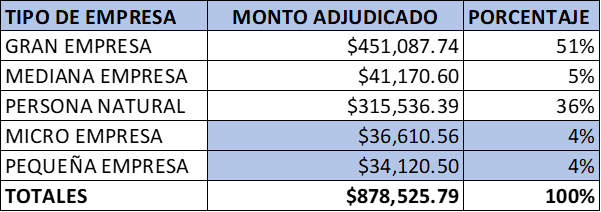 TIPO DE EMPRESA MONTO ADJUDICADO PORCENTAJE
GRAN EMPRESA $451,087.74 51%
MEDIANA EMPRESA $41,170.60 5%
PERSONA NATURAL $315,536.39 36%
MICRO EMPRESA $36,610.56 4%
PEQUEÑA EMPRESA $34,120.50 4%
TOTALES $878,525.79 100%